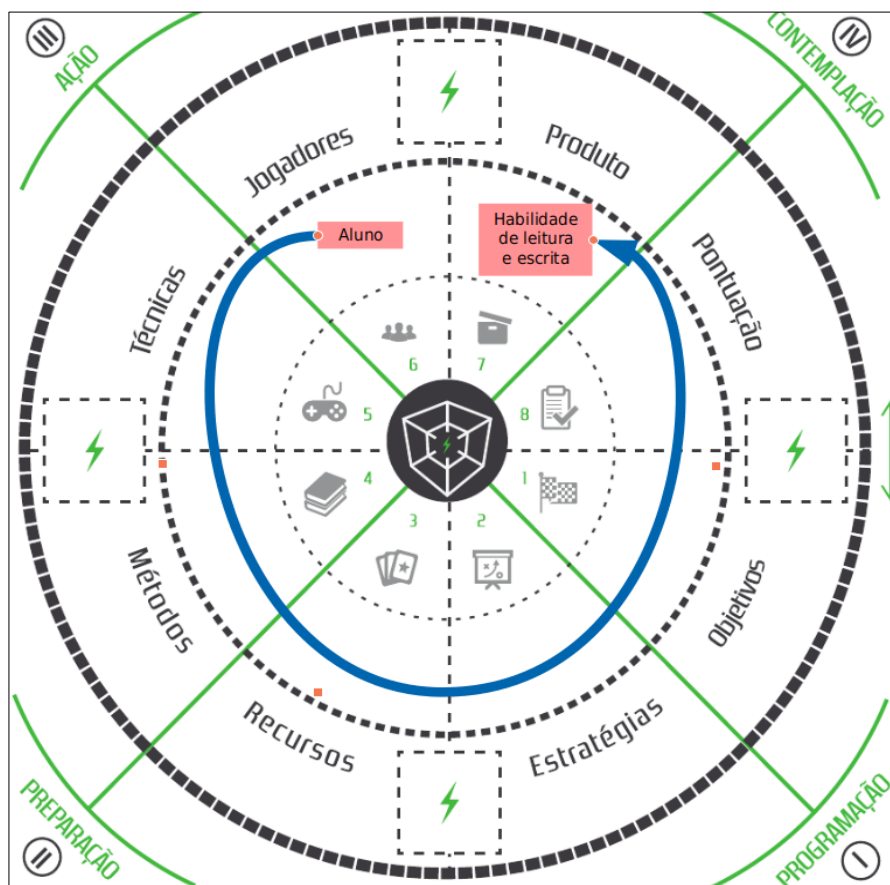 III
AÇÃO
IV
CONTEMPLAÇÃO
Jogadores
Produto
Aluno
Habilidade
de leitura
e escrita
Técnicas
Pontuação
6
7
5
8
4
1
3
2
Métodos
Objetivos
Recursos
Estratégias
PREPARAÇÃO
II
PROGRAMAÇÃO
I